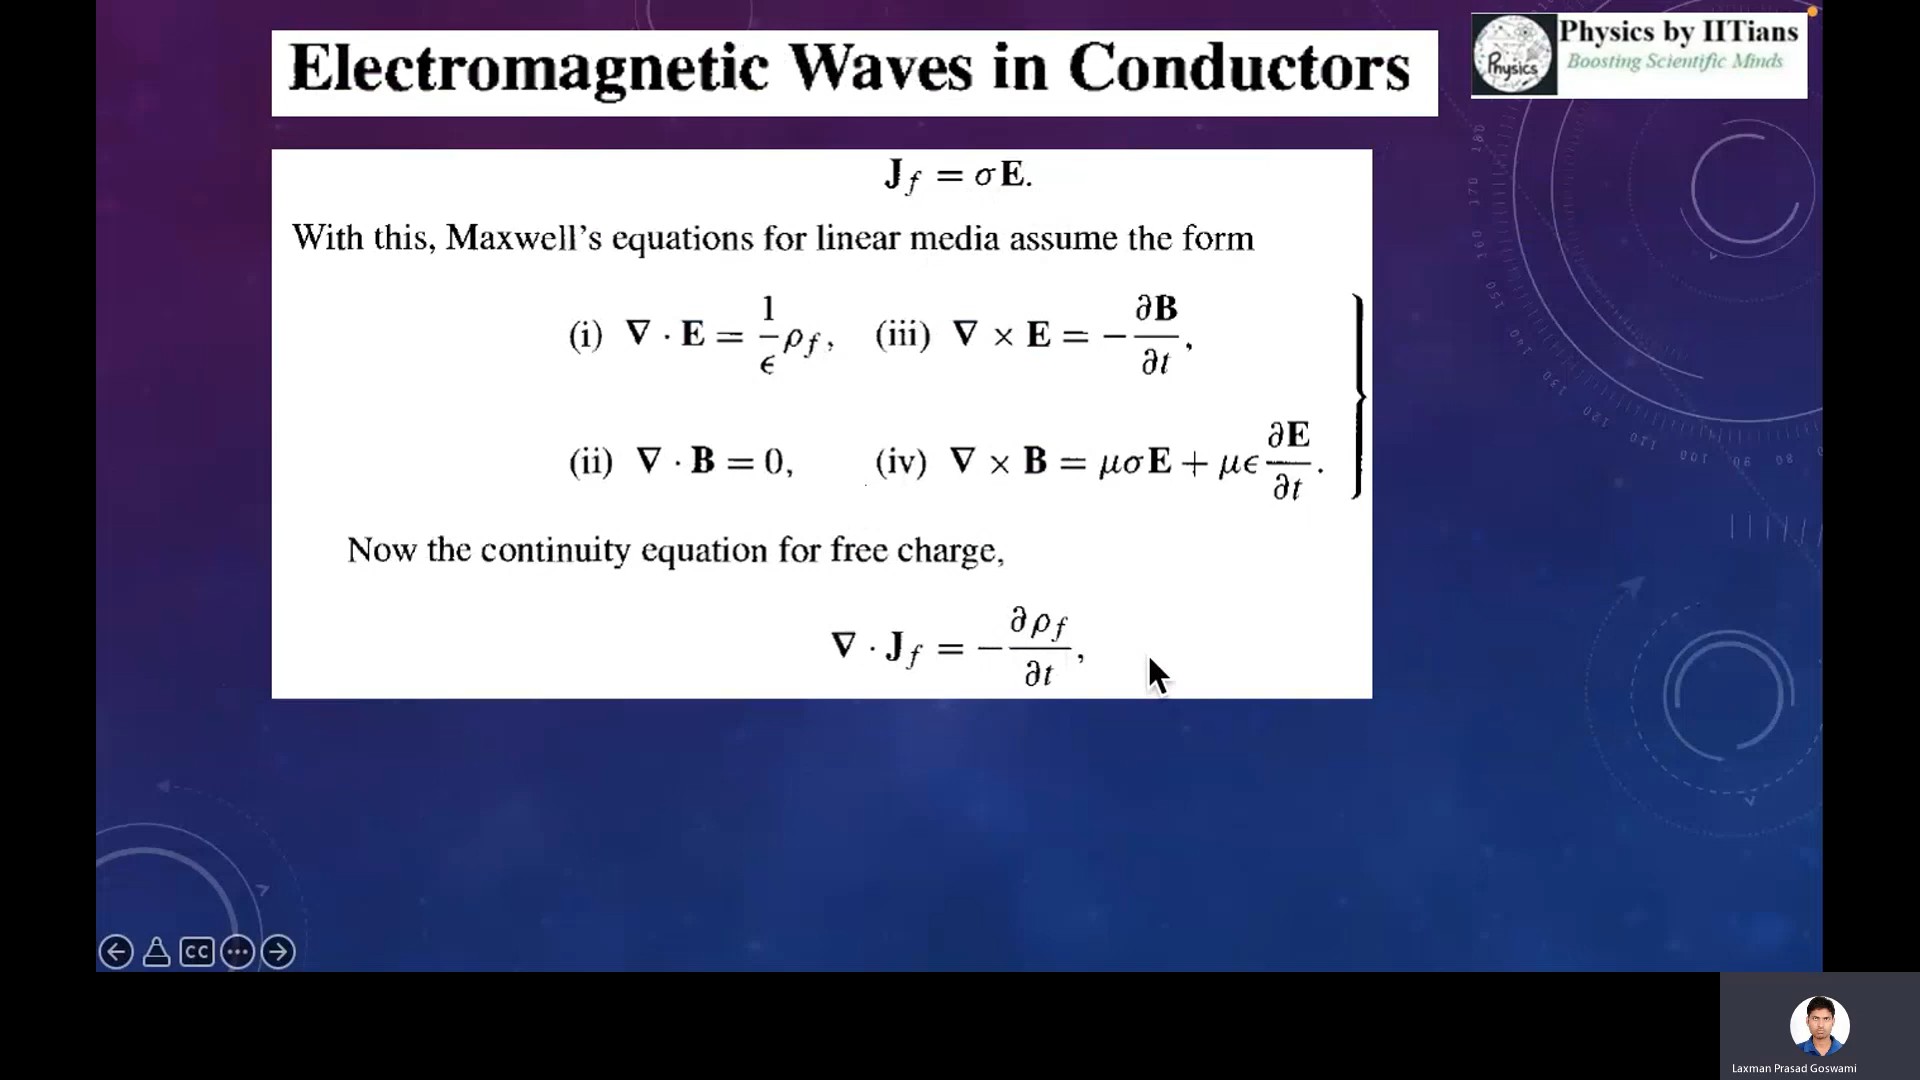 Electromagnetic Waves in Conductors
Physics by IITians
Boosting Scientific Minds
Physics
J_f = σE.
With this, Maxwell's equations for linear media assume the form
(i) ∇ · E = 1/ϵ ρ_f, (iii) ∇ × E = −∂B/∂t,
(ii) ∇ · B = 0, (iv) ∇ × B = μσE + μϵ ∂E/∂t.
Now the continuity equation for free charge,
∇ · J_f = −∂ρ_f/∂t,
CC
Laxman Prasad Goswami